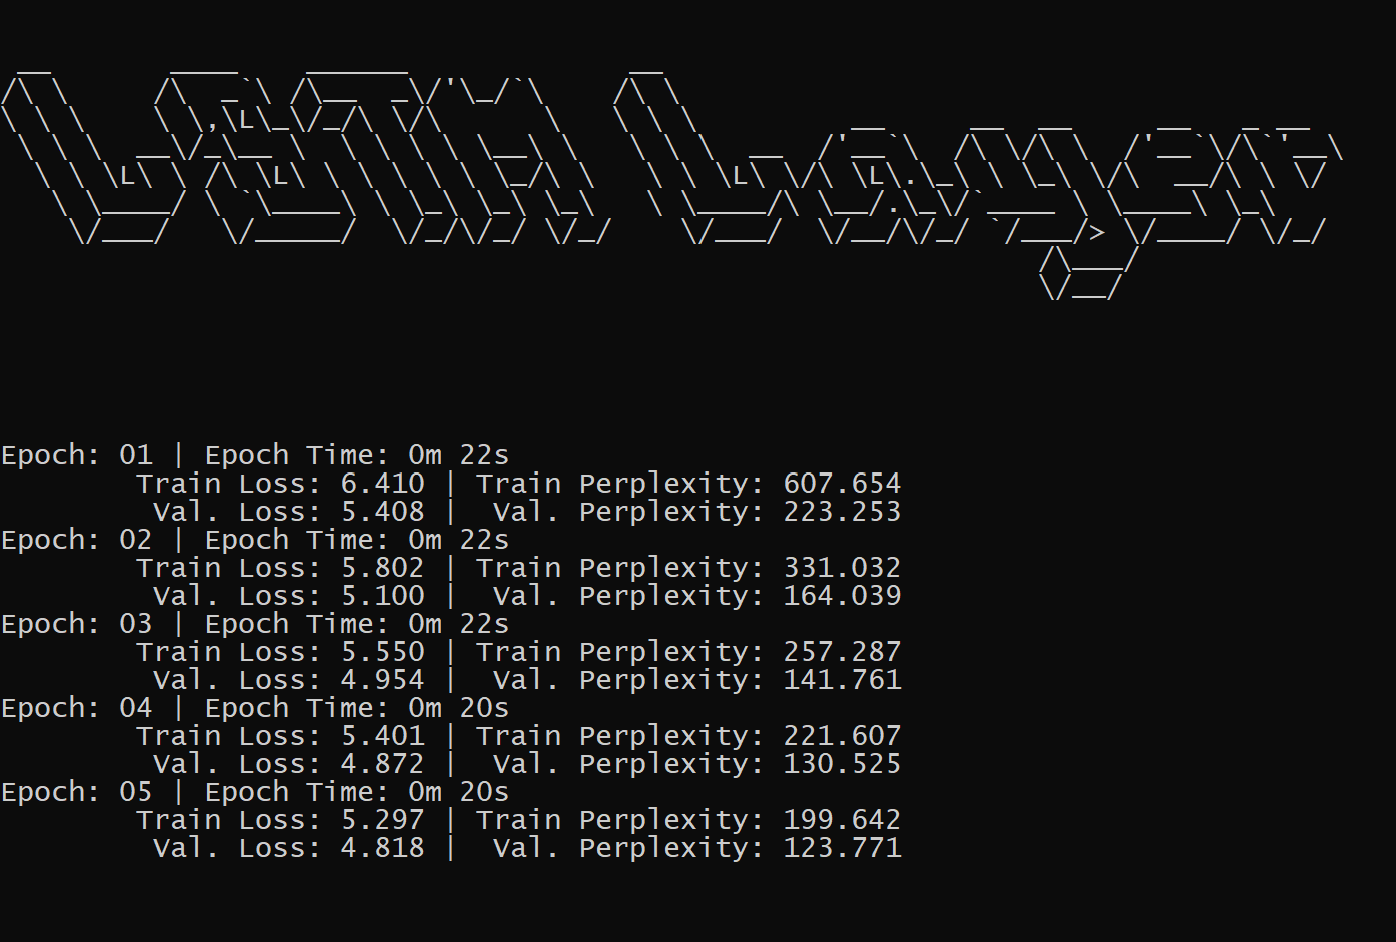 LSTM Layer
Epoch: 01 | Epoch Time: 0m 22s
Train Loss: 6.410 | Train Perplexity: 607.654
Val. Loss: 5.408 | Val. Perplexity: 223.253
Epoch: 02 | Epoch Time: 0m 22s
Train Loss: 5.802 | Train Perplexity: 331.032
Val. Loss: 5.100 | Val. Perplexity: 164.039
Epoch: 03 | Epoch Time: 0m 22s
Train Loss: 5.550 | Train Perplexity: 257.287
Val. Loss: 4.954 | Val. Perplexity: 141.761
Epoch: 04 | Epoch Time: 0m 20s
Train Loss: 5.401 | Train Perplexity: 221.607
Val. Loss: 4.872 | Val. Perplexity: 130.525
Epoch: 05 | Epoch Time: 0m 20s
Train Loss: 5.297 | Train Perplexity: 199.642
Val. Loss: 4.818 | Val. Perplexity: 123.771